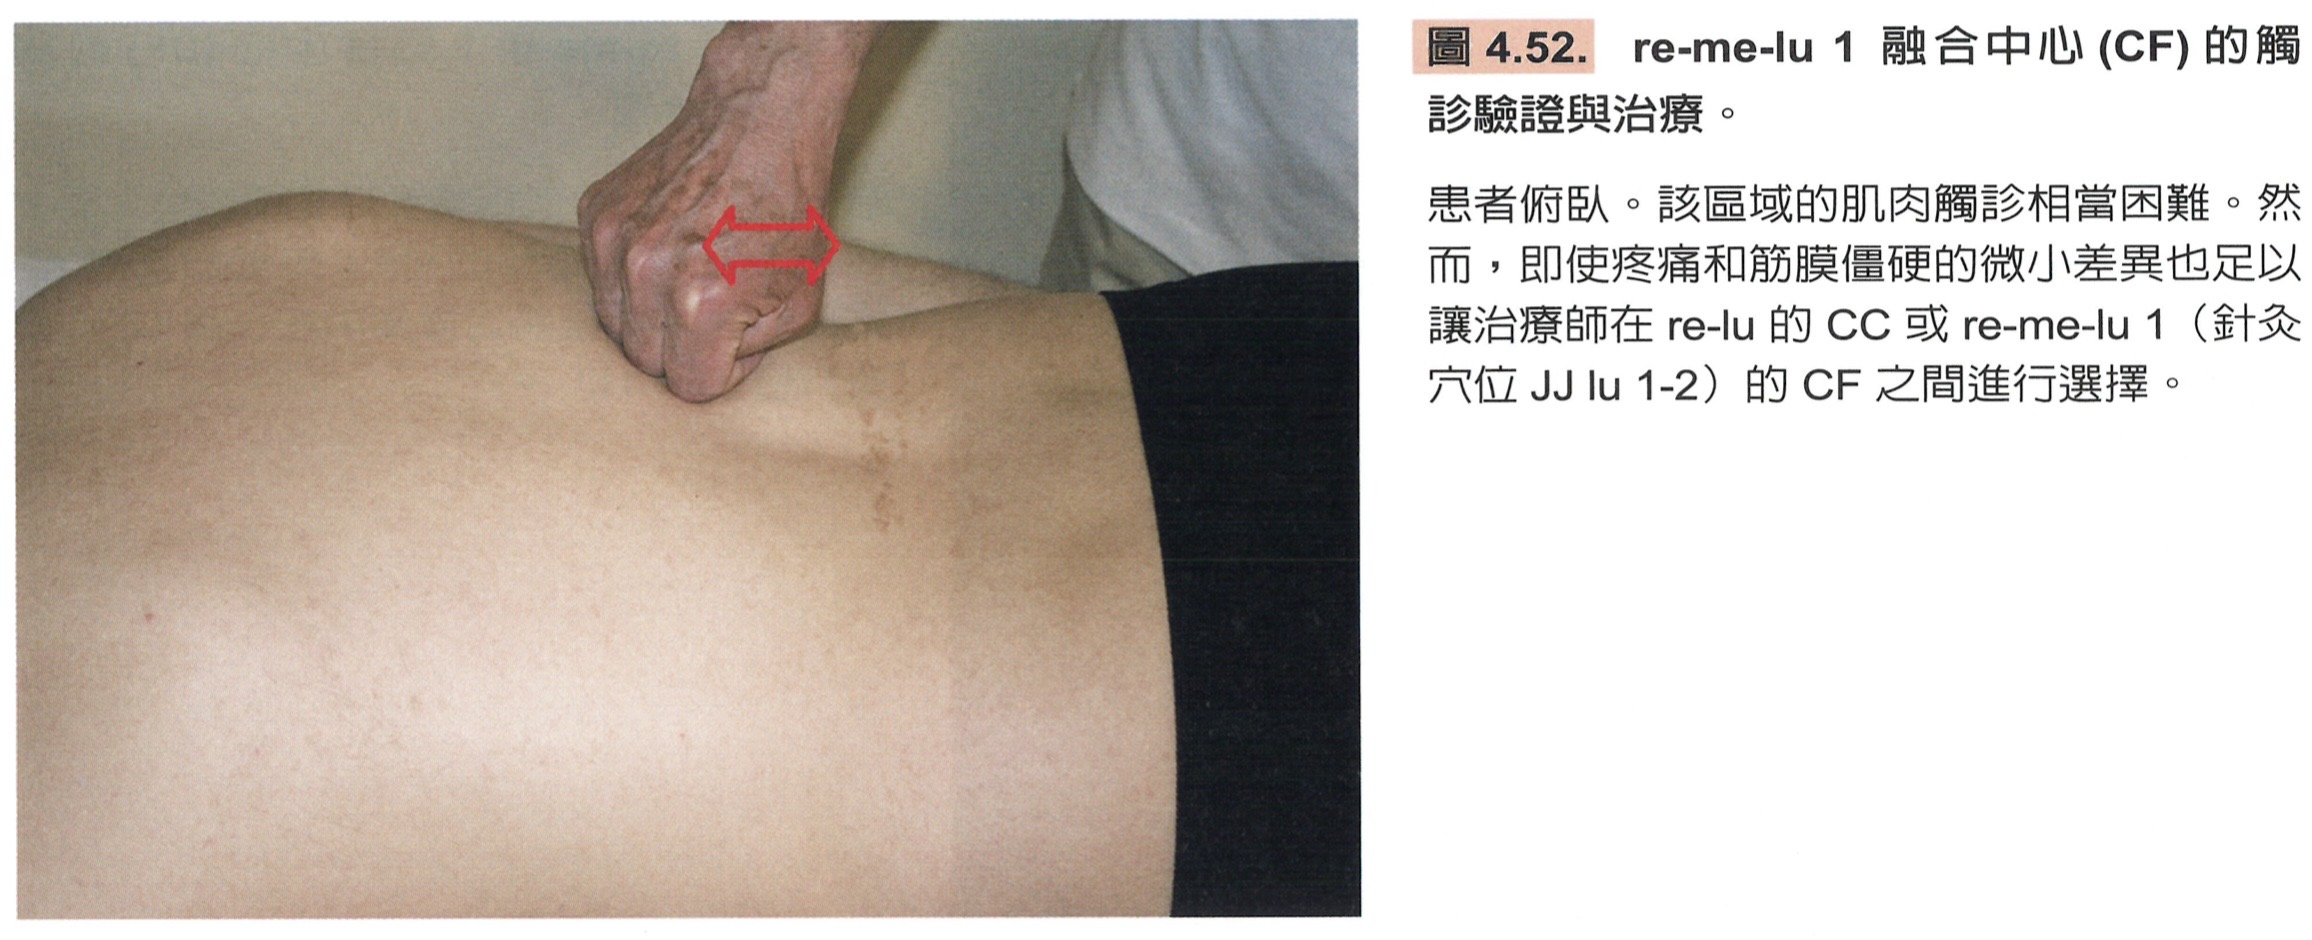 圖 4.52. re-me-lu 1 融合中心 (CF) 的觸
診驗證與治療。
患者俯臥。該區域的肌肉觸診相當困難。然
而，即使疼痛和筋膜僵硬的微小差異也足以
讓治療師在 re-lu 的 CC 或 re-me-lu 1（針灸
穴位 JJ lu 1-2）的 CF 之間進行選擇。